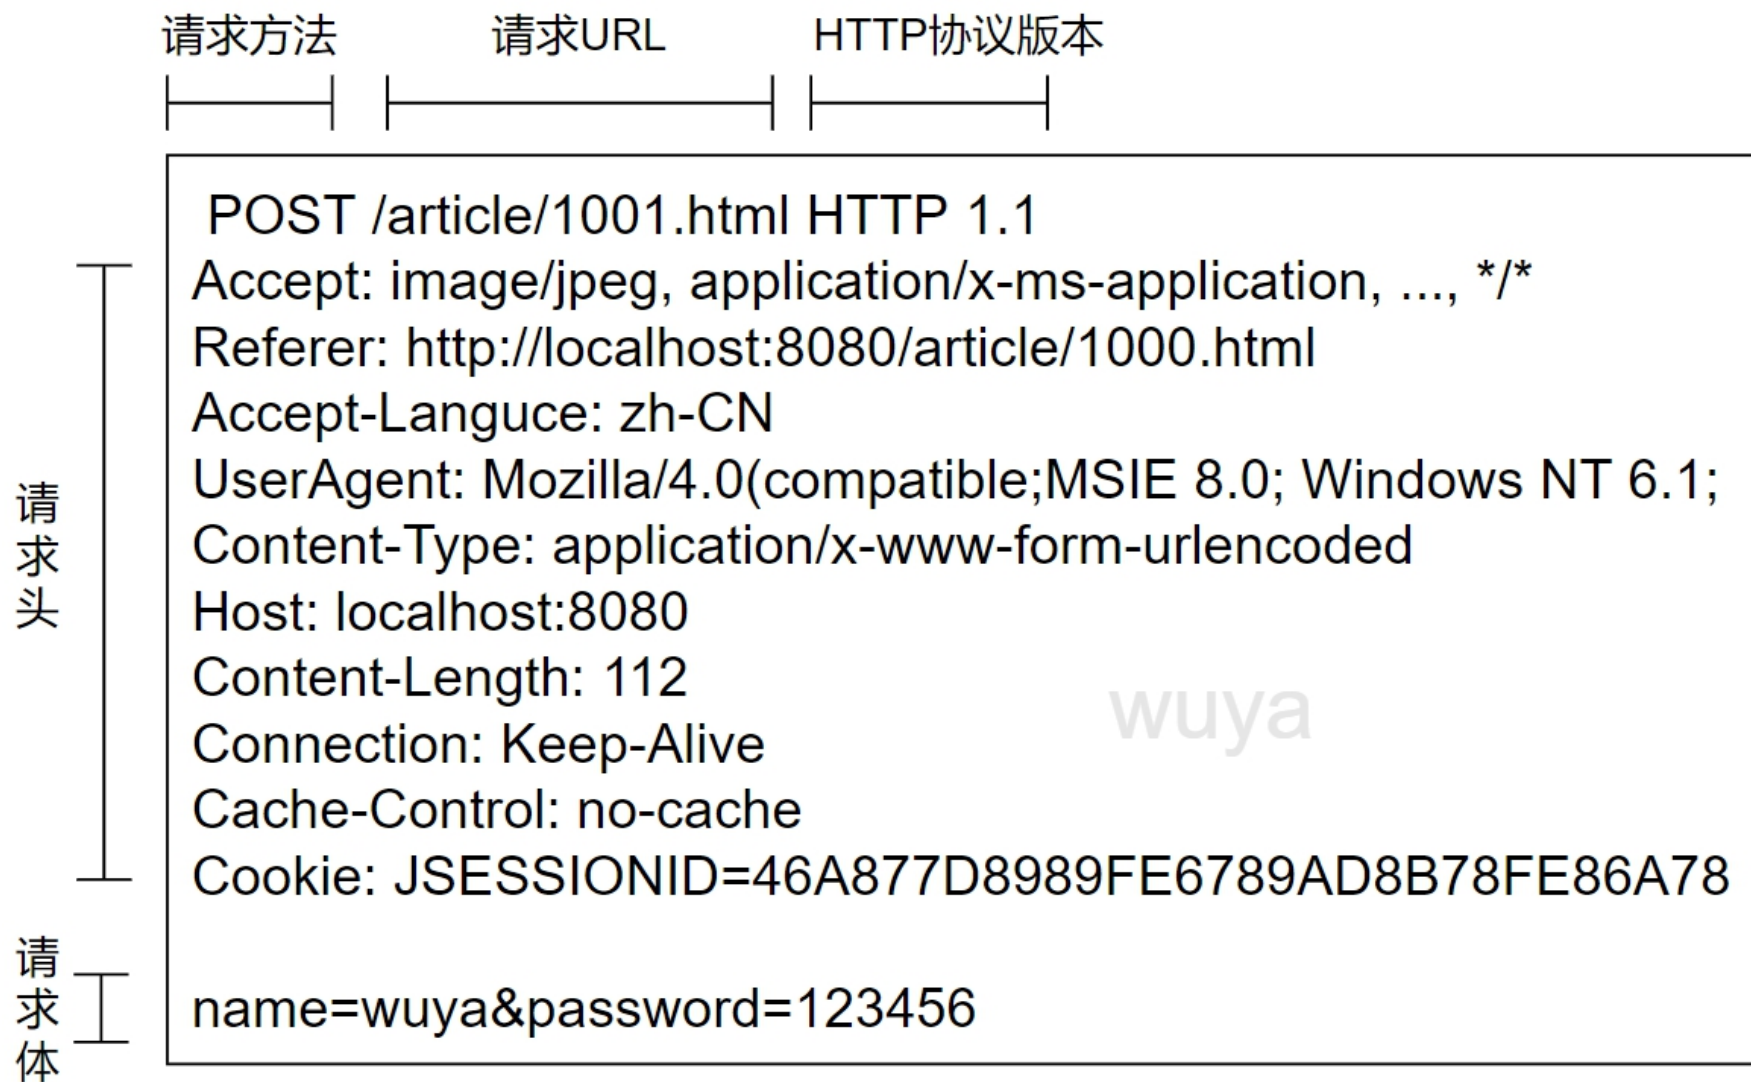 请求方法 请求URL HTTP协议版本
POST /article/1001.html HTTP 1.1
Accept: image/jpeg, application/x-ms-application, ..., */*
Referer: http://localhost:8080/article/1000.html
Accept-Languce: zh-CN
UserAgent: Mozilla/4.0(compatible;MSIE 8.0; Windows NT 6.1;
Content-Type: application/x-www-form-urlencoded
Host: localhost:8080
Content-Length: 112
Connection: Keep-Alive
Cache-Control: no-cache
Cookie: JSESSIONID=46A877D8989FE6789AD8B78FE86A78
name=wuya&password=123456
请求头
请求体
wuya